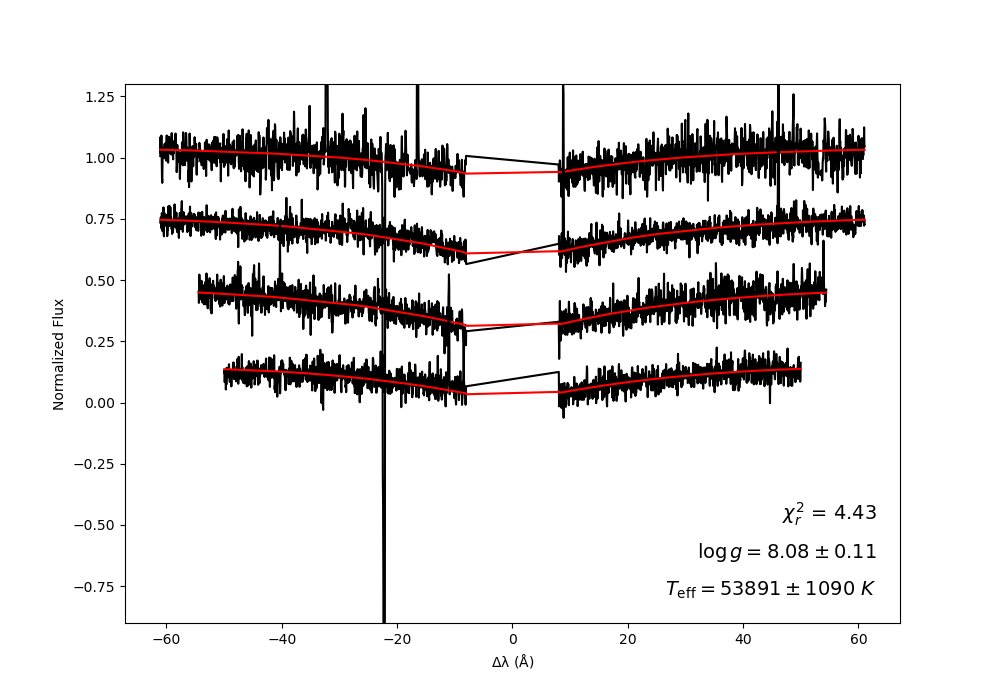 1.25
1.00
0.75
0.50
0.25
0.00
−0.25
−0.50
−0.75
Normalized Flux
χ²ᵣ = 4.43
log g = 8.08 ± 0.11
T_eff = 53891 ± 1090 K
−60 −40 −20 0 20 40 60
Δλ (Å)